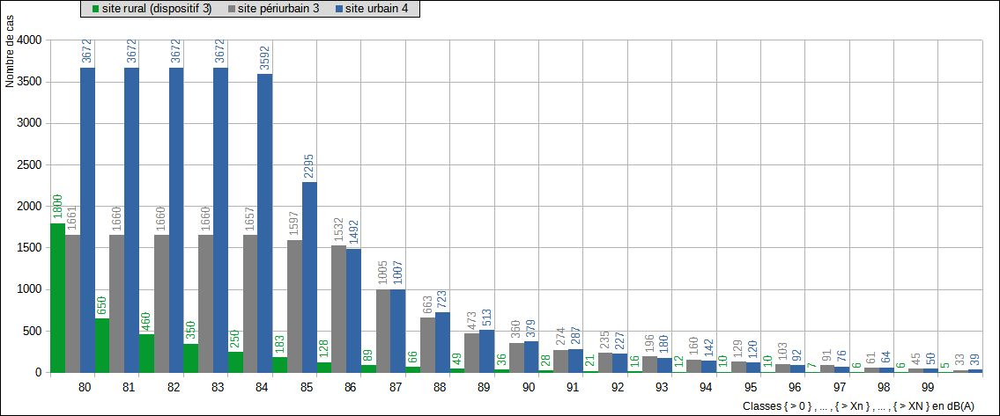 site rural (dispositif 3) site périurbain 3 site urbain 4
Nombre de cas
4000
3500
3000
2500
2000
1500
1000
500
0
1800 1661 3672
650 1660 3672
460 1660 3672
350 1660 3672
250 1657 3592
183 1597 2295
128 1532 1492
89 1005 1007
66 663 723
49 473 513
36 360 379
28 274 287
21 235 227
16 196 180
12 160 142
10 129 120
10 103 92
7 91 76
6 61 64
6 45 50
5 33 39
80 81 82 83 84 85 86 87 88 89 90 91 92 93 94 95 96 97 98 99
Classes { > 0 } , ... , { > Xn } , ... , { > XN } en dB(A)